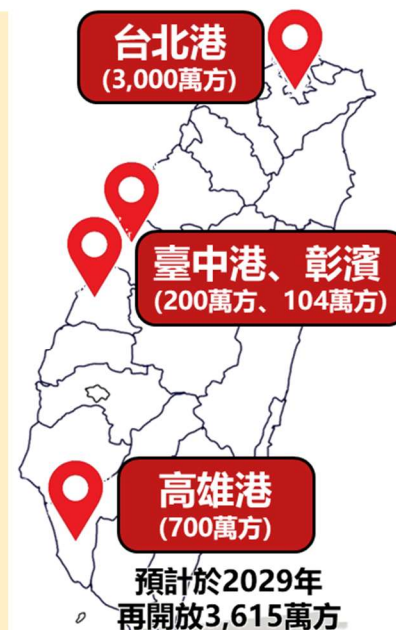 台北港
(3,000萬方)
臺中港、彰濱
(200萬方、104萬方)
高雄港
(700萬方)
預計於2029年
再開放3,615萬方